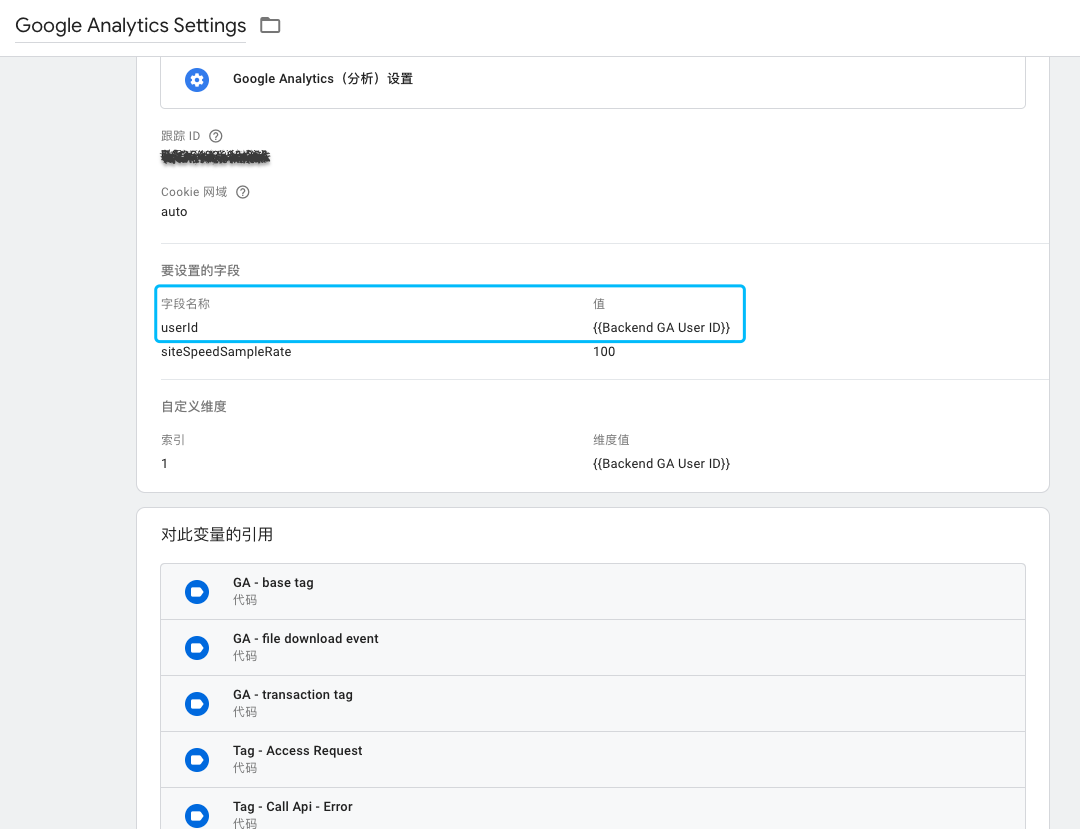 Google Analytics Settings
Google Analytics（分析）设置
跟踪 ID
Cookie 网域
auto
要设置的字段
字段名称 值
userId {{Backend GA User ID}}
siteSpeedSampleRate 100
自定义维度
索引 维度值
1 {{Backend GA User ID}}
对此变量的引用
GA - base tag
代码
GA - file download event
代码
GA - transaction tag
代码
Tag - Access Request
代码
Tag - Call Api - Error
代码